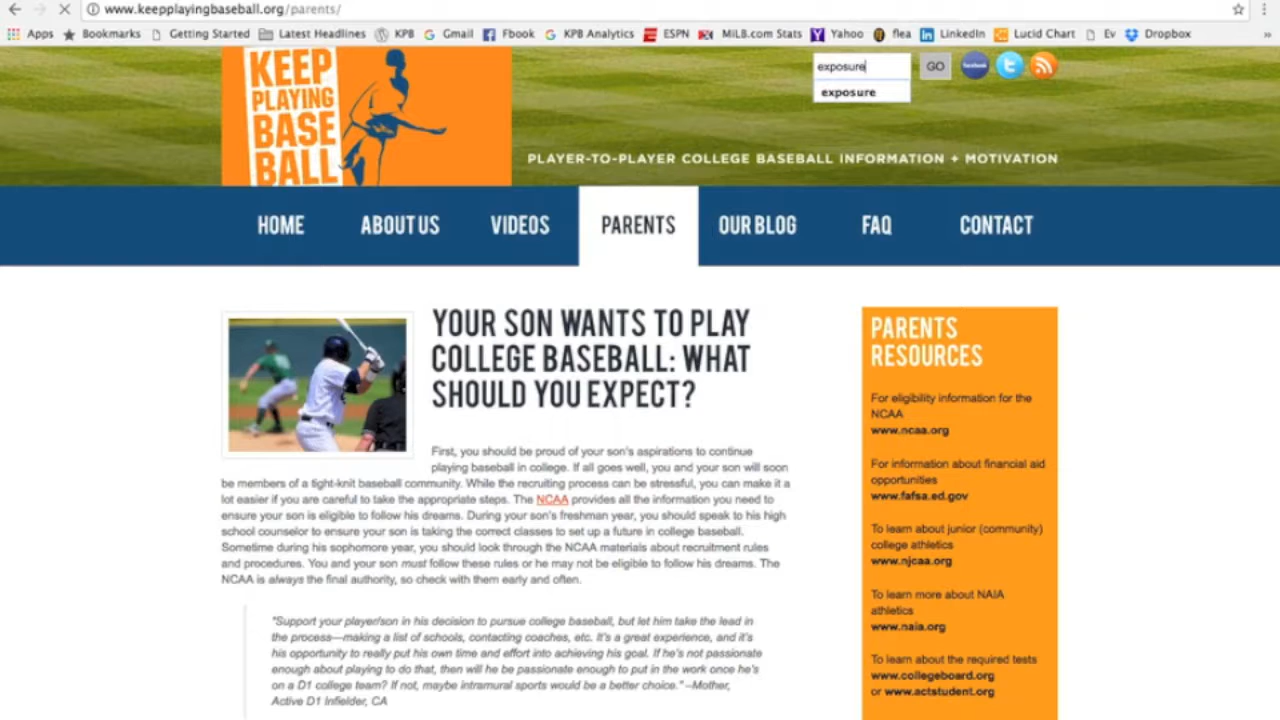 www.keepplayingbaseball.org/parents/
Apps Bookmarks Getting Started Latest Headlines KPB Gmail Fbook KPB Analytics ESPN MiLB.com Stats Yahoo flea LinkedIn Lucid Chart Ev Dropbox »
KEEP
PLAYING
BASE
BALL
exposure GO facebook
exposure
PLAYER-TO-PLAYER COLLEGE BASEBALL INFORMATION + MOTIVATION
HOME ABOUT US VIDEOS PARENTS OUR BLOG FAQ CONTACT
YOUR SON WANTS TO PLAY
COLLEGE BASEBALL: WHAT
SHOULD YOU EXPECT?
First, you should be proud of your son's aspirations to continue
playing baseball in college. If all goes well, you and your son will soon
be members of a tight-knit baseball community. While the recruiting process can be stressful, you can make it a
lot easier if you are careful to take the appropriate steps. The NCAA provides all the information you need to
ensure your son is eligible to follow his dreams. During your son's freshman year, you should speak to his high
school counselor to ensure your son is taking the correct classes to set up a future in college baseball.
Sometime during his sophomore year, you should look through the NCAA materials about recruitment rules
and procedures. You and your son must follow these rules or he may not be eligible to follow his dreams. The
NCAA is always the final authority, so check with them early and often.
"Support your player/son in his decision to pursue college baseball, but let him take the lead in
the process—making a list of schools, contacting coaches, etc. It's a great experience, and it's
his opportunity to really put his own time and effort into achieving his goal. If he's not passionate
enough about playing to do that, then will he be passionate enough to put in the work once he's
on a D1 college team? If not, maybe intramural sports would be a better choice." –Mother,
Active D1 Infielder, CA
PARENTS
RESOURCES
For eligibility information for the
NCAA
www.ncaa.org
For information about financial aid
opportunities
www.fafsa.ed.gov
To learn about junior (community)
college athletics
www.njcaa.org
To learn more about NAIA
athletics
www.naia.org
To learn about the required tests
www.collegeboard.org
or www.actstudent.org